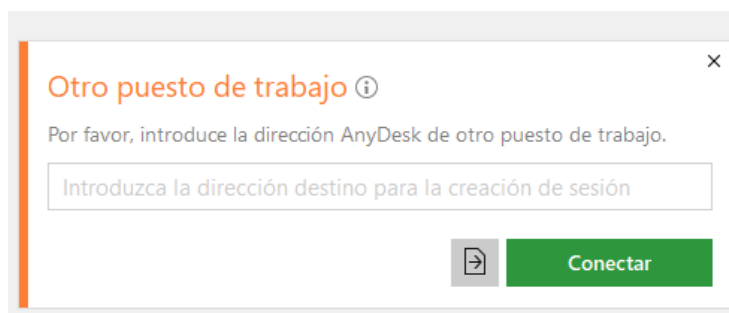 Otro puesto de trabajo
Por favor, introduce la dirección AnyDesk de otro puesto de trabajo.
Introduzca la dirección destino para la creación de sesión
Conectar